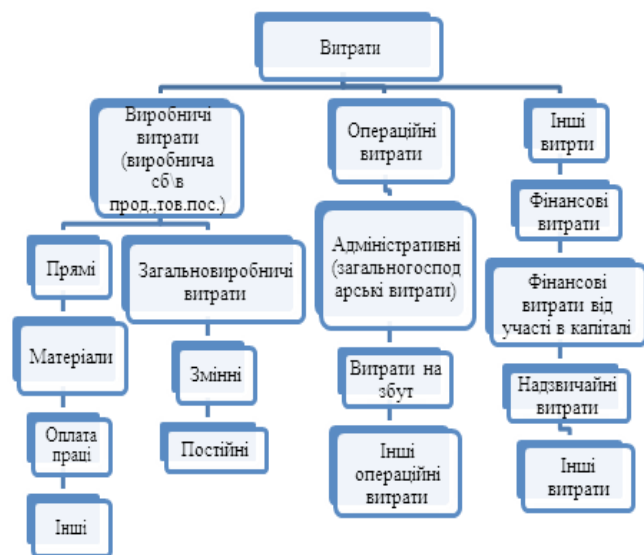 Витрати
Виробничі
витрати
(виробнича
сб\в
прод.,тов.пос.)
Операційні
витрати
Інші
витрти
Прямі
Загальновиробничі
витрати
Адміністративні
(загальногоспод
арські витрати)
Фінансові
витрати
Фінансові
витрати від
участі в капіталі
Матеріали
Змінні
Витрати на
збут
Надзвичайні
витрати
Оплата
праці
Постійні
Інші
операційні
витрати
Інші
витрати
Інші